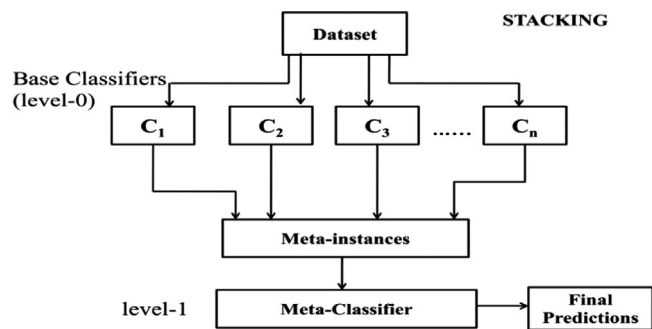 STACKING
Dataset
Base Classifiers
(level-0)
C1
C2
C3
......
Cn
Meta-instances
level-1
Meta-Classifier
Final
Predictions